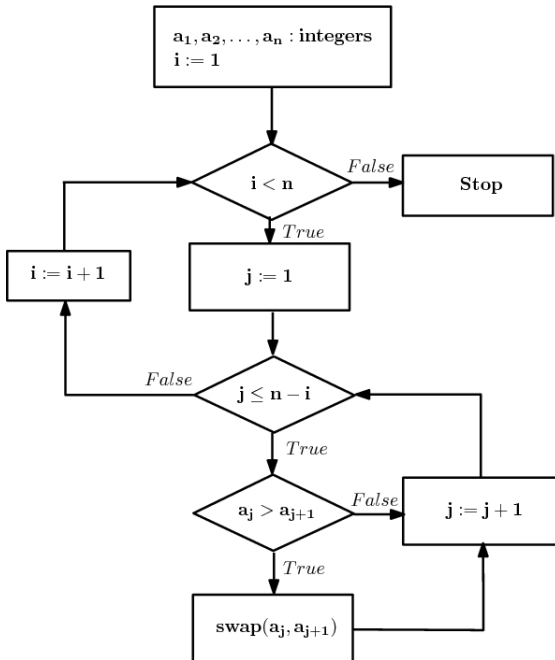 a₁, a₂, …, aₙ : integers
i := 1
i < n
False
Stop
True
j := 1
i := i + 1
False
j ≤ n − i
True
aⱼ > aⱼ₊₁
False
j := j + 1
True
swap(aⱼ, aⱼ₊₁)